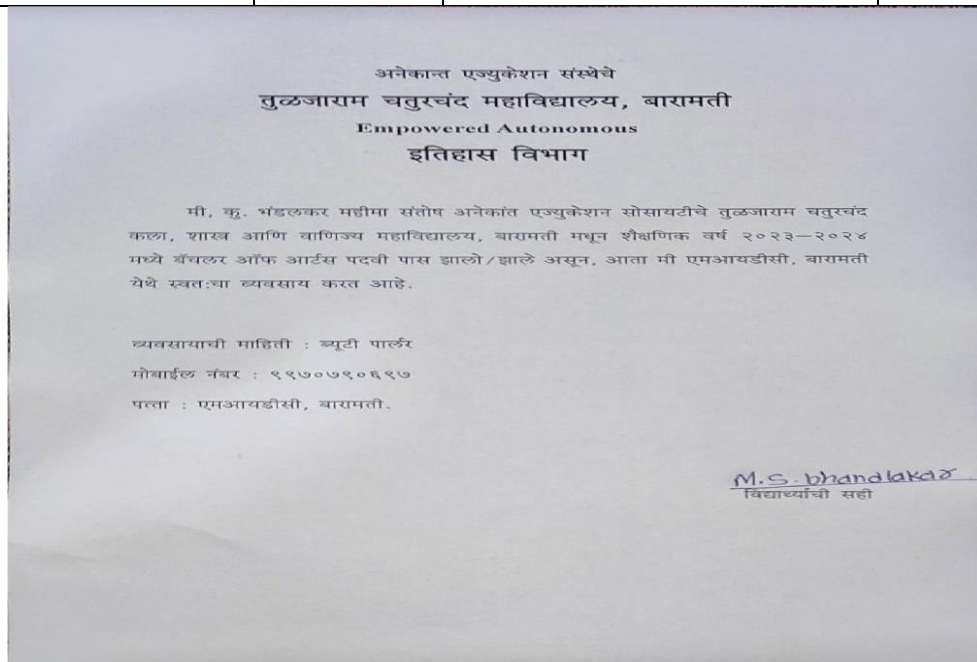 अनेकान्त एज्युकेशन संस्थेचे
तुळजाराम चतुरचंद महाविद्यालय, बारामती
Empowered Autonomous
इतिहास विभाग
मी, कु. भंडलकर महीमा संतोष अनेकांत एज्युकेशन सोसायटीचे तुळजाराम चतुरचंद
कला, शास्त्र आणि वाणिज्य महाविद्यालय, बारामती मधून शैक्षणिक वर्ष २०२३—२०२४
मध्ये बॅचलर ऑफ आर्टस पदवी पास झालो/झाले असून, आता मी एमआयडीसी, बारामती
येथे स्वत:चा व्यवसाय करत आहे.
व्यवसायाची माहिती : ब्यूटी पार्लर
मोबाईल नंबर : ९९७०७९०६९७
पत्ता : एमआयडीसी, बारामती.
M.S. bhandlakar
विद्यार्थ्याची सही